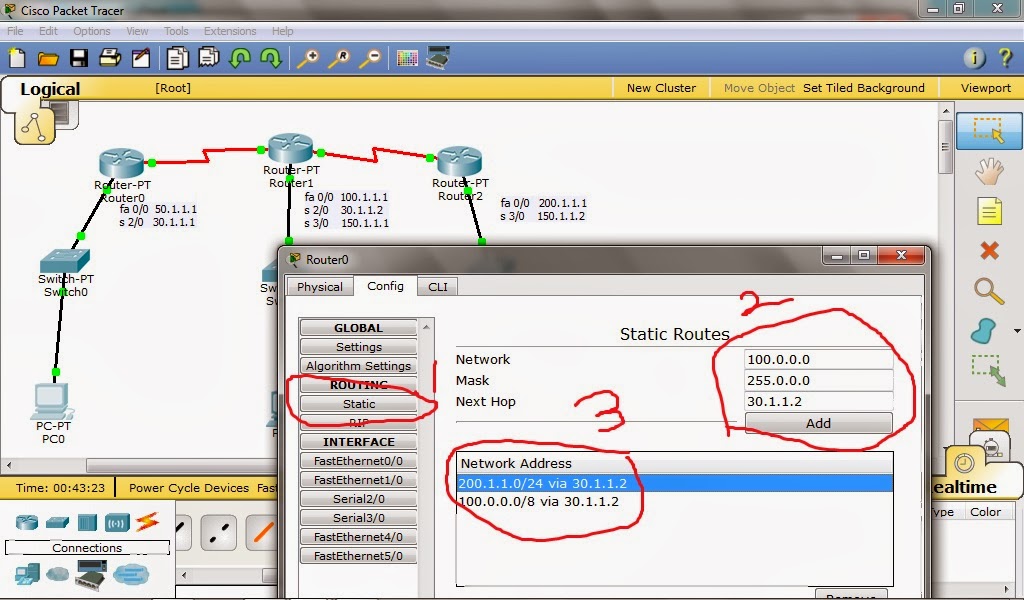 Cisco Packet Tracer
File Edit Options View Tools Extensions Help
Logical
[Root]
New Cluster
Move Object
Set Tiled Background
Viewport
Router-PT
Router0
fa 0/0 50.1.1.1
s 2/0 30.1.1.1
Router-PT
Router1
fa 0/0 100.1.1.1
s 2/0 30.1.1.2
s 3/0 150.1.1.1
Router-PT
Router2
fa 0/0 200.1.1.1
s 3/0 150.1.1.2
Switch-PT
Switch0
PC-PT
PC0
Router0
Physical
Config
CLI
GLOBAL
Settings
Algorithm Settings
ROUTING
Static
RIP
INTERFACE
FastEthernet0/0
FastEthernet1/0
Serial2/0
Serial3/0
FastEthernet4/0
FastEthernet5/0
1
2
3
Static Routes
Network
100.0.0.0
Mask
255.0.0.0
Next Hop
30.1.1.2
Add
Network Address
200.1.1.0/24 via 30.1.1.2
100.0.0.0/8 via 30.1.1.2
Remove
Time: 00:43:23
Power Cycle Devices
Fast
Realtime
Connections
Type
Color